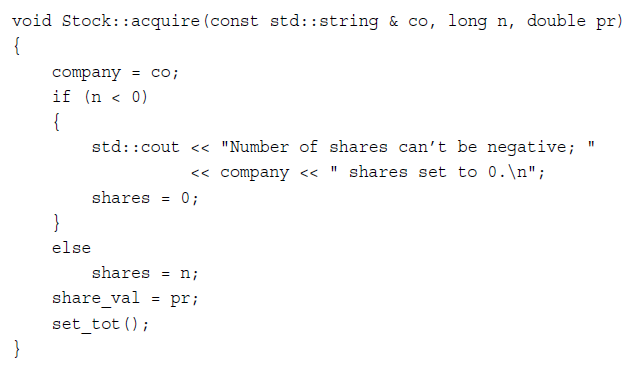 void Stock::acquire(const std::string & co, long n, double pr)
{
    company = co;
    if (n < 0)
    {
        std::cout << "Number of shares can’t be negative; "
                  << company << " shares set to 0.\n";
        shares = 0;
    }
    else
        shares = n;
    share_val = pr;
    set_tot();
}